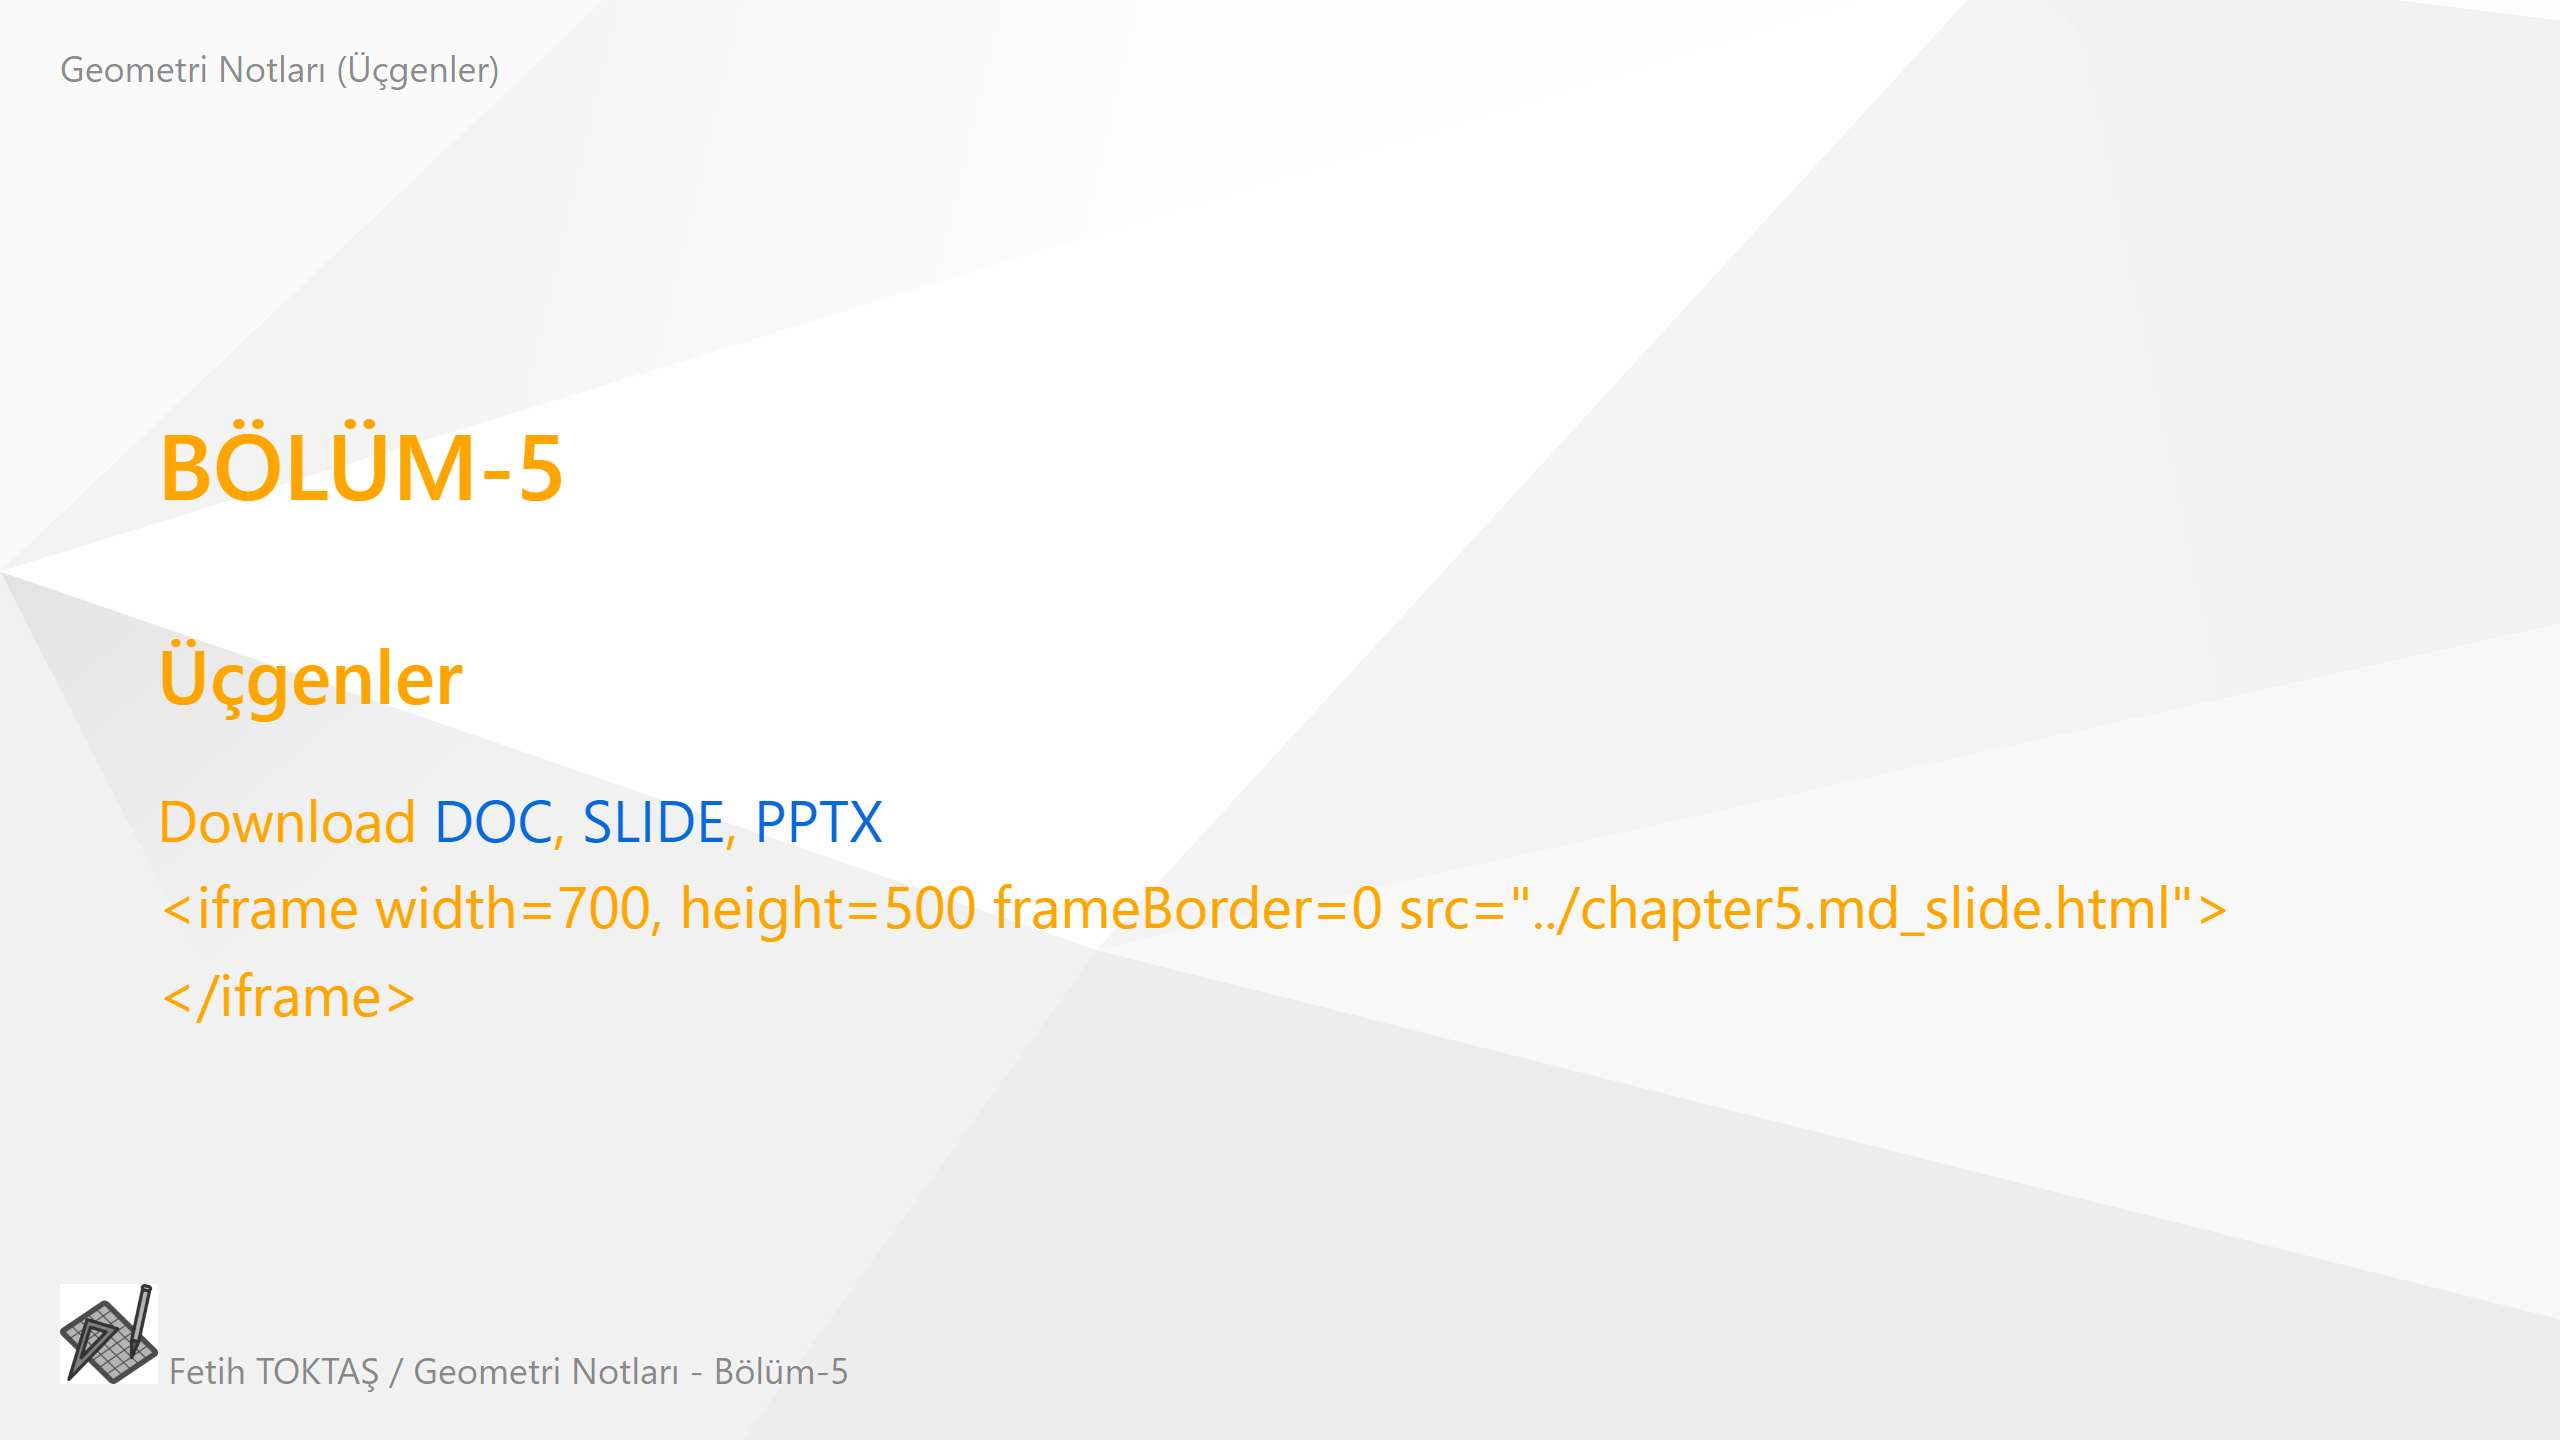 Geometri Notları (Üçgenler)
BÖLÜM-5
Üçgenler
Download DOC, SLIDE, PPTX
<iframe width=700, height=500 frameBorder=0 src="../chapter5.md_slide.html">
</iframe>
Fetih TOKTAŞ / Geometri Notları - Bölüm-5